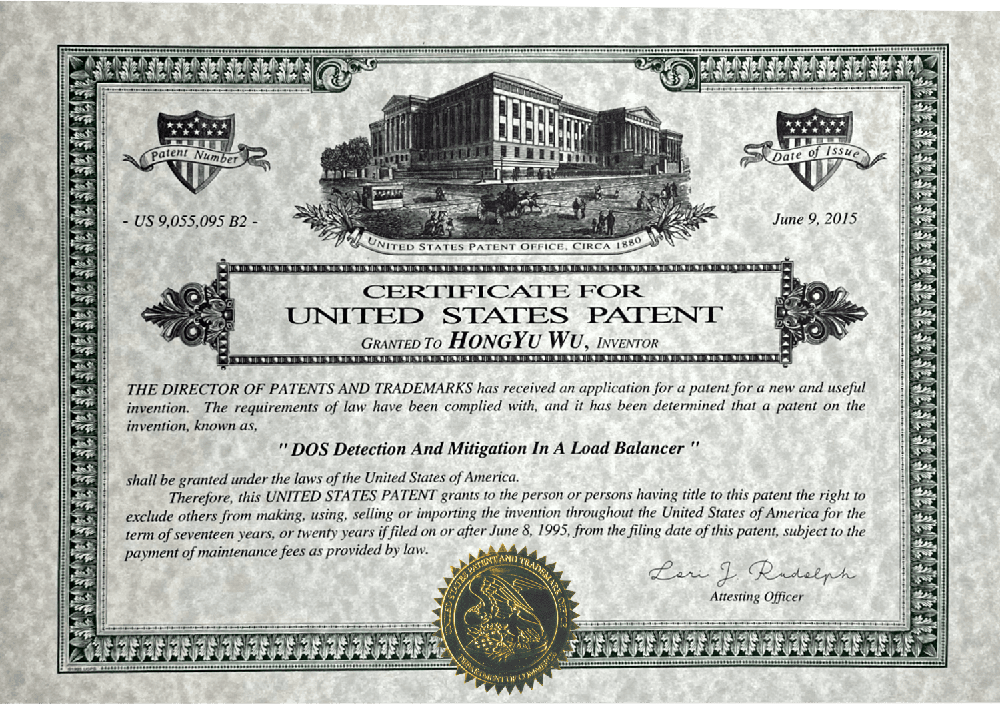 Patent Number
Date of Issue
- US 9,055,095 B2 -
June 9, 2015
UNITED STATES PATENT OFFICE, CIRCA 1880
CERTIFICATE FOR
UNITED STATES PATENT
GRANTED TO HONGYU WU, INVENTOR
THE DIRECTOR OF PATENTS AND TRADEMARKS has received an application for a patent for a new and useful
invention. The requirements of law have been complied with, and it has been determined that a patent on the
invention, known as,
" DOS Detection And Mitigation In A Load Balancer "
shall be granted under the laws of the United States of America.
Therefore, this UNITED STATES PATENT grants to the person or persons having title to this patent the right to
exclude others from making, using, selling or importing the invention throughout the United States of America for the
term of seventeen years, or twenty years if filed on or after June 8, 1995, from the filing date of this patent, subject to the
payment of maintenance fees as provided by law.
Lori J. Rudolph
Attesting Officer
UNITED STATES PATENT AND TRADEMARK OFFICE
DEPARTMENT OF COMMERCE
©1995 USPS